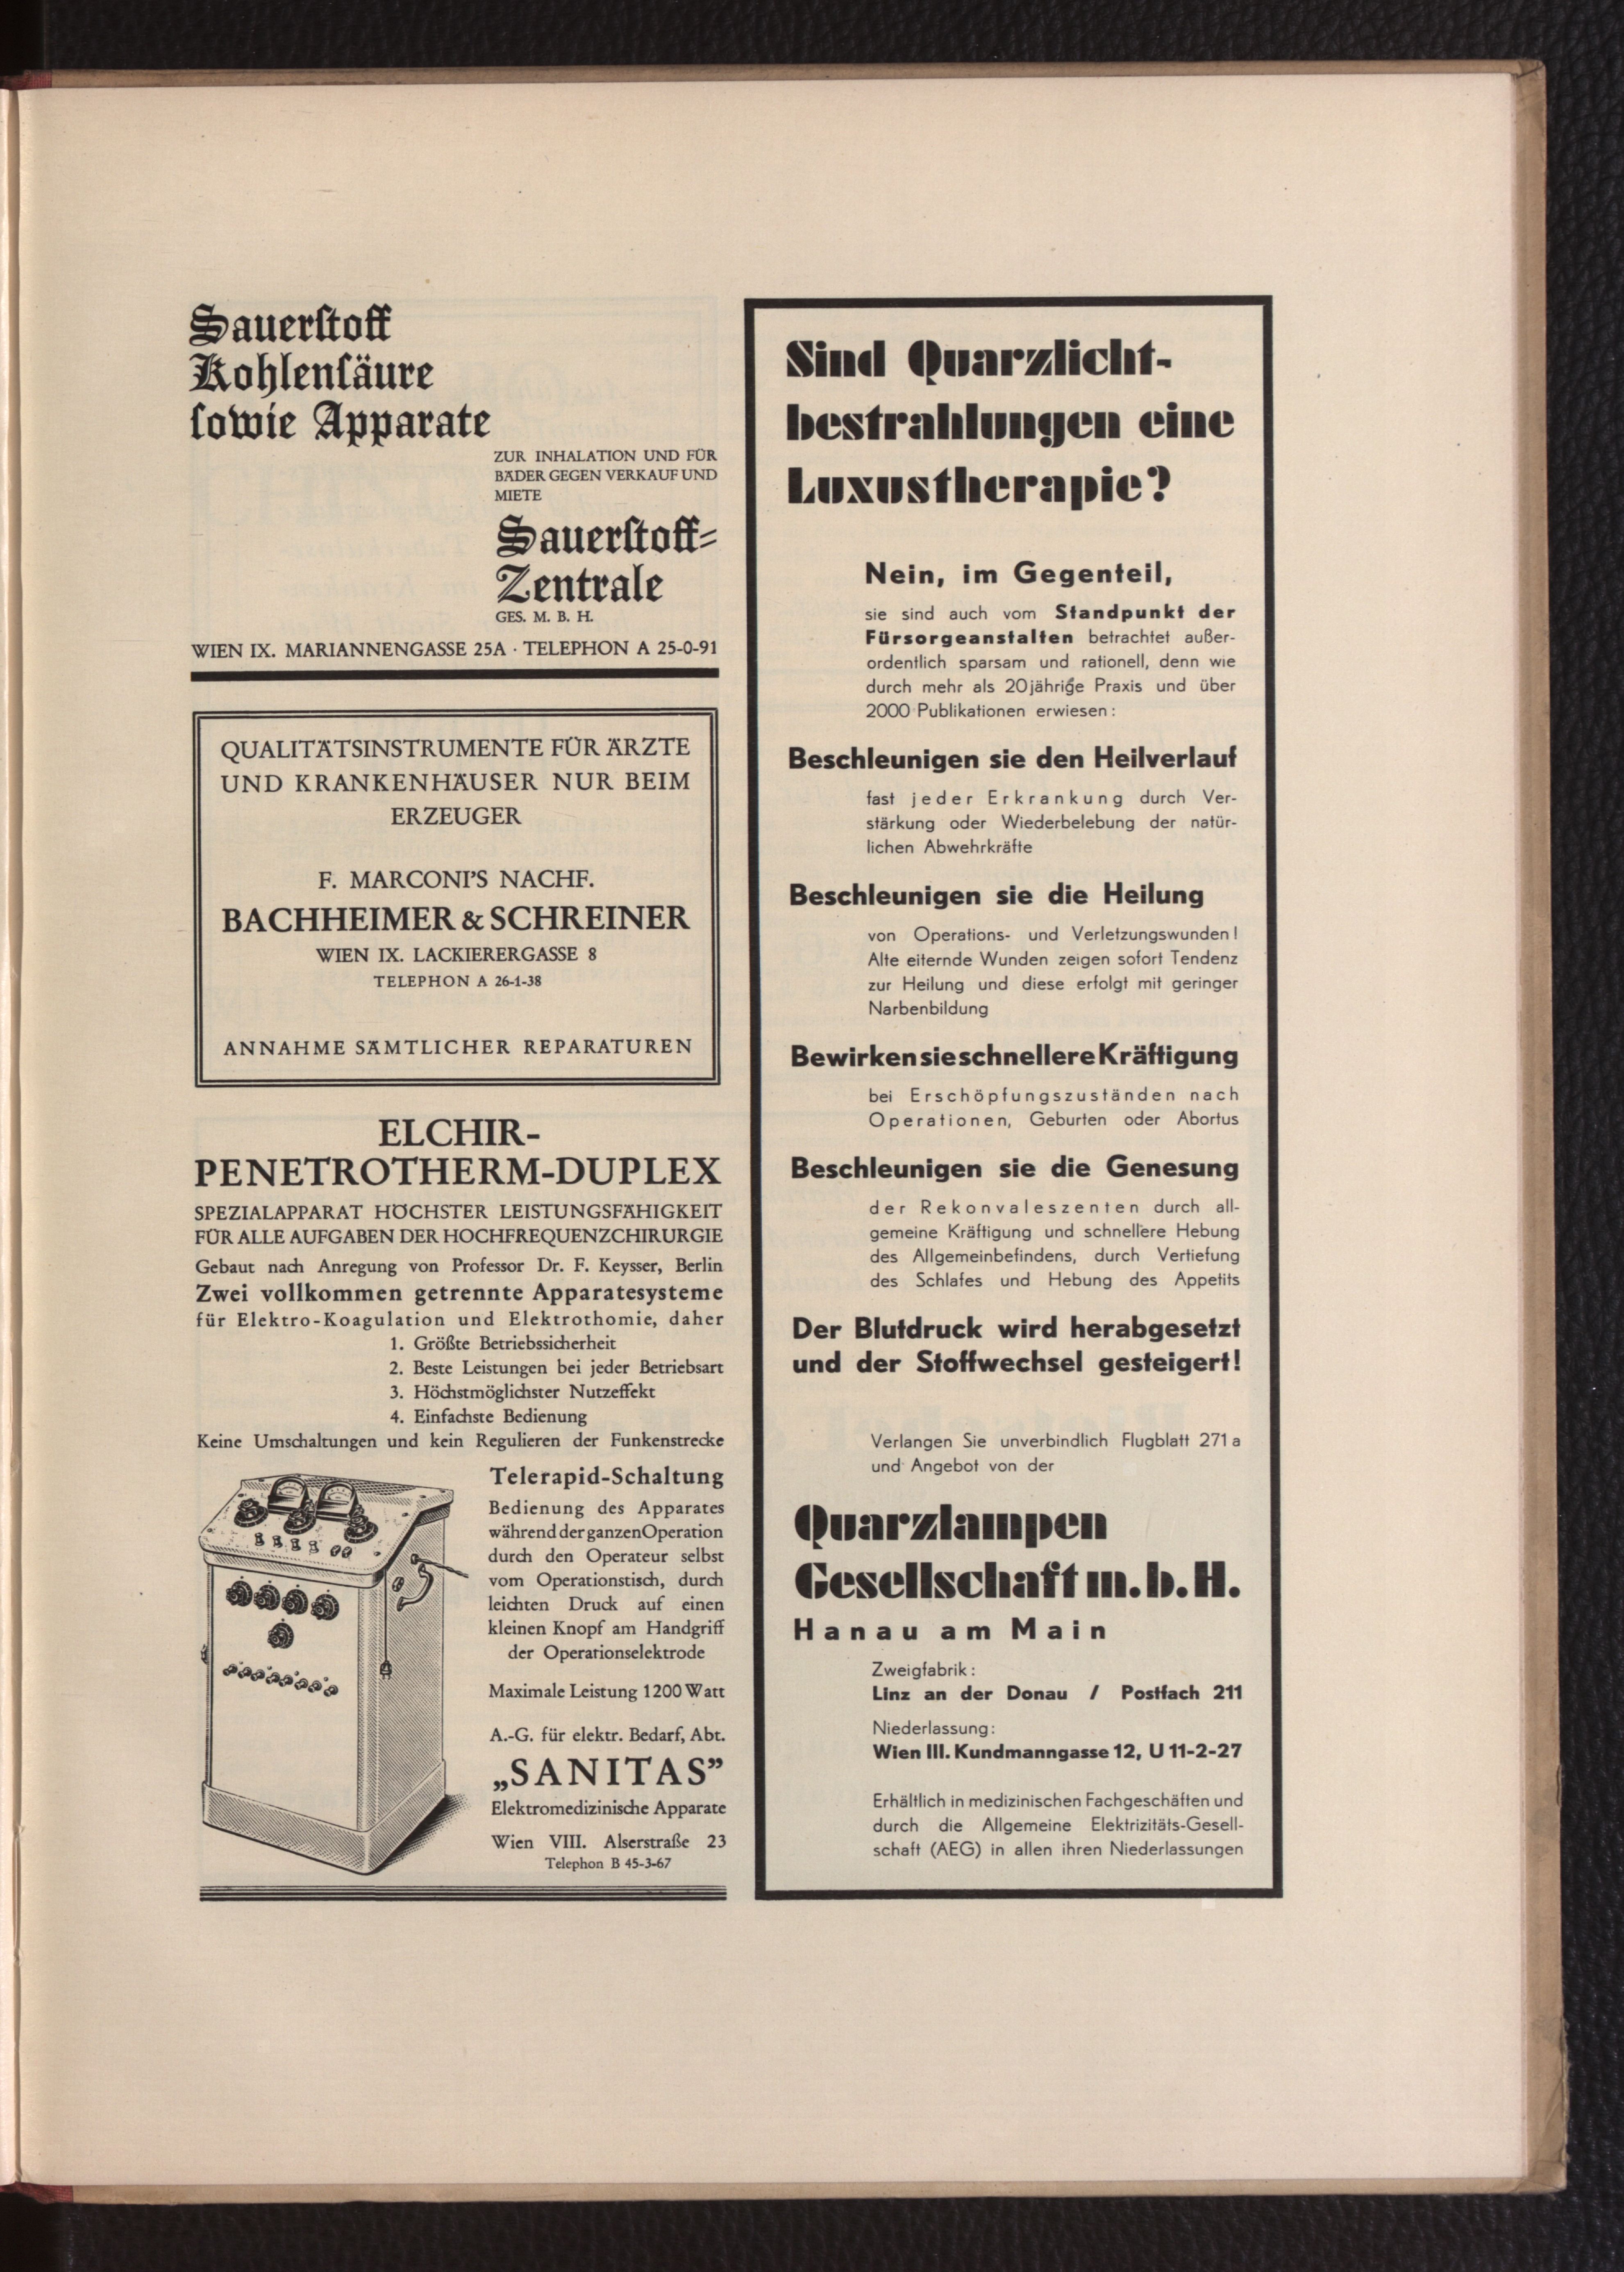 Sauerſtoff
Kohlenſäure
ſowie Apparate
ZUR INHALATION UND FÜR
BÄDER GEGEN VERKAUF UND
MIETE
Sauerſtoff-
Zentrale
GES. M. B. H.
WIEN IX. MARIANNENGASSE 25A · TELEPHON A 25-0-91
QUALITÄTSINSTRUMENTE FÜR ÄRZTE
UND KRANKENHÄUSER NUR BEIM
ERZEUGER
F. MARCONI'S NACHF.
BACHHEIMER & SCHREINER
WIEN IX. LACKIERERGASSE 8
TELEPHON A 26-1-38
ANNAHME SÄMTLICHER REPARATUREN
ELCHIR-
PENETROTHERM-DUPLEX
SPEZIALAPPARAT HÖCHSTER LEISTUNGSFÄHIGKEIT
FÜR ALLE AUFGABEN DER HOCHFREQUENZCHIRURGIE
Gebaut nach Anregung von Professor Dr. F. Keysser, Berlin
Zwei vollkommen getrennte Apparatesysteme
für Elektro-Koagulation und Elektrothomie, daher
1. Größte Betriebssicherheit
2. Beste Leistungen bei jeder Betriebsart
3. Höchstmöglichster Nutzeffekt
4. Einfachste Bedienung
Keine Umschaltungen und kein Regulieren der Funkenstrecke
Telerapid-Schaltung
Bedienung des Apparates
während der ganzen Operation
durch den Operateur selbst
vom Operationstisch, durch
leichten Druck auf einen
kleinen Knopf am Handgriff
der Operationselektrode
Maximale Leistung 1200 Watt
A.-G. für elektr. Bedarf, Abt.
„SANITAS”
Elektromedizinische Apparate
Wien VIII. Alserstraße 23
Telephon B 45-3-67
Sind Quarzlicht-
bestrahlungen eine
Luxustherapie?
Nein, im Gegenteil,
sie sind auch vom Standpunkt der
Fürsorgeanstalten betrachtet außer-
ordentlich sparsam und rationell, denn wie
durch mehr als 20jährige Praxis und über
2000 Publikationen erwiesen:
Beschleunigen sie den Heilverlauf
fast jeder Erkrankung durch Ver-
stärkung oder Wiederbelebung der natür-
lichen Abwehrkräfte
Beschleunigen sie die Heilung
von Operations- und Verletzungswunden!
Alte eiternde Wunden zeigen sofort Tendenz
zur Heilung und diese erfolgt mit geringer
Narbenbildung
Bewirken sie schnellere Kräftigung
bei Erschöpfungszuständen nach
Operationen, Geburten oder Abortus
Beschleunigen sie die Genesung
der Rekonvaleszenten durch all-
gemeine Kräftigung und schnellere Hebung
des Allgemeinbefindens, durch Vertiefung
des Schlafes und Hebung des Appetits
Der Blutdruck wird herabgesetzt
und der Stoffwechsel gesteigert!
Verlangen Sie unverbindlich Flugblatt 271a
und Angebot von der
Quarzlampen
Gesellschaft m. b. H.
Hanau am Main
Zweigfabrik:
Linz an der Donau / Postfach 211
Niederlassung:
Wien III. Kundmanngasse 12, U 11-2-27
Erhältlich in medizinischen Fachgeschäften und
durch die Allgemeine Elektrizitäts-Gesell-
schaft (AEG) in allen ihren Niederlassungen